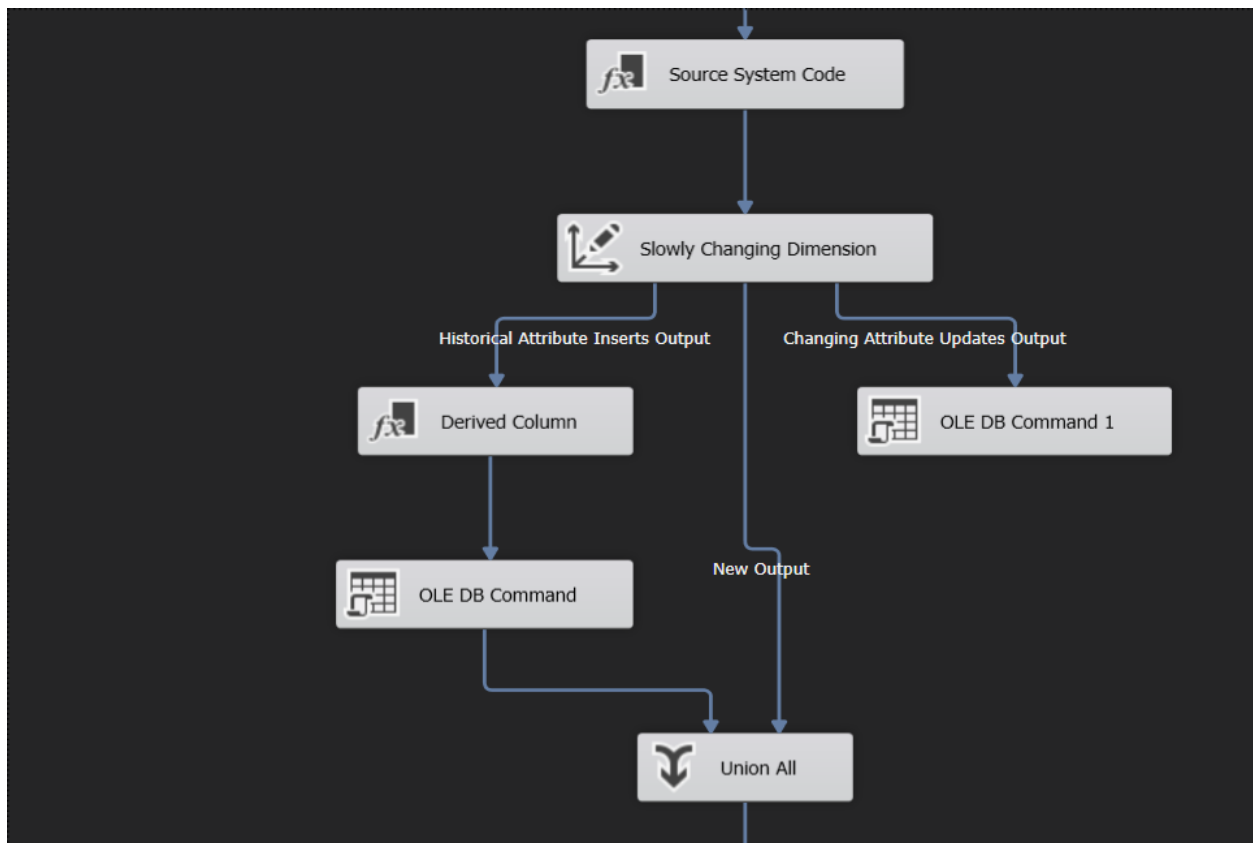 Source System Code
Slowly Changing Dimension
Historical Attribute Inserts Output
Changing Attribute Updates Output
Derived Column
OLE DB Command 1
New Output
OLE DB Command
Union All